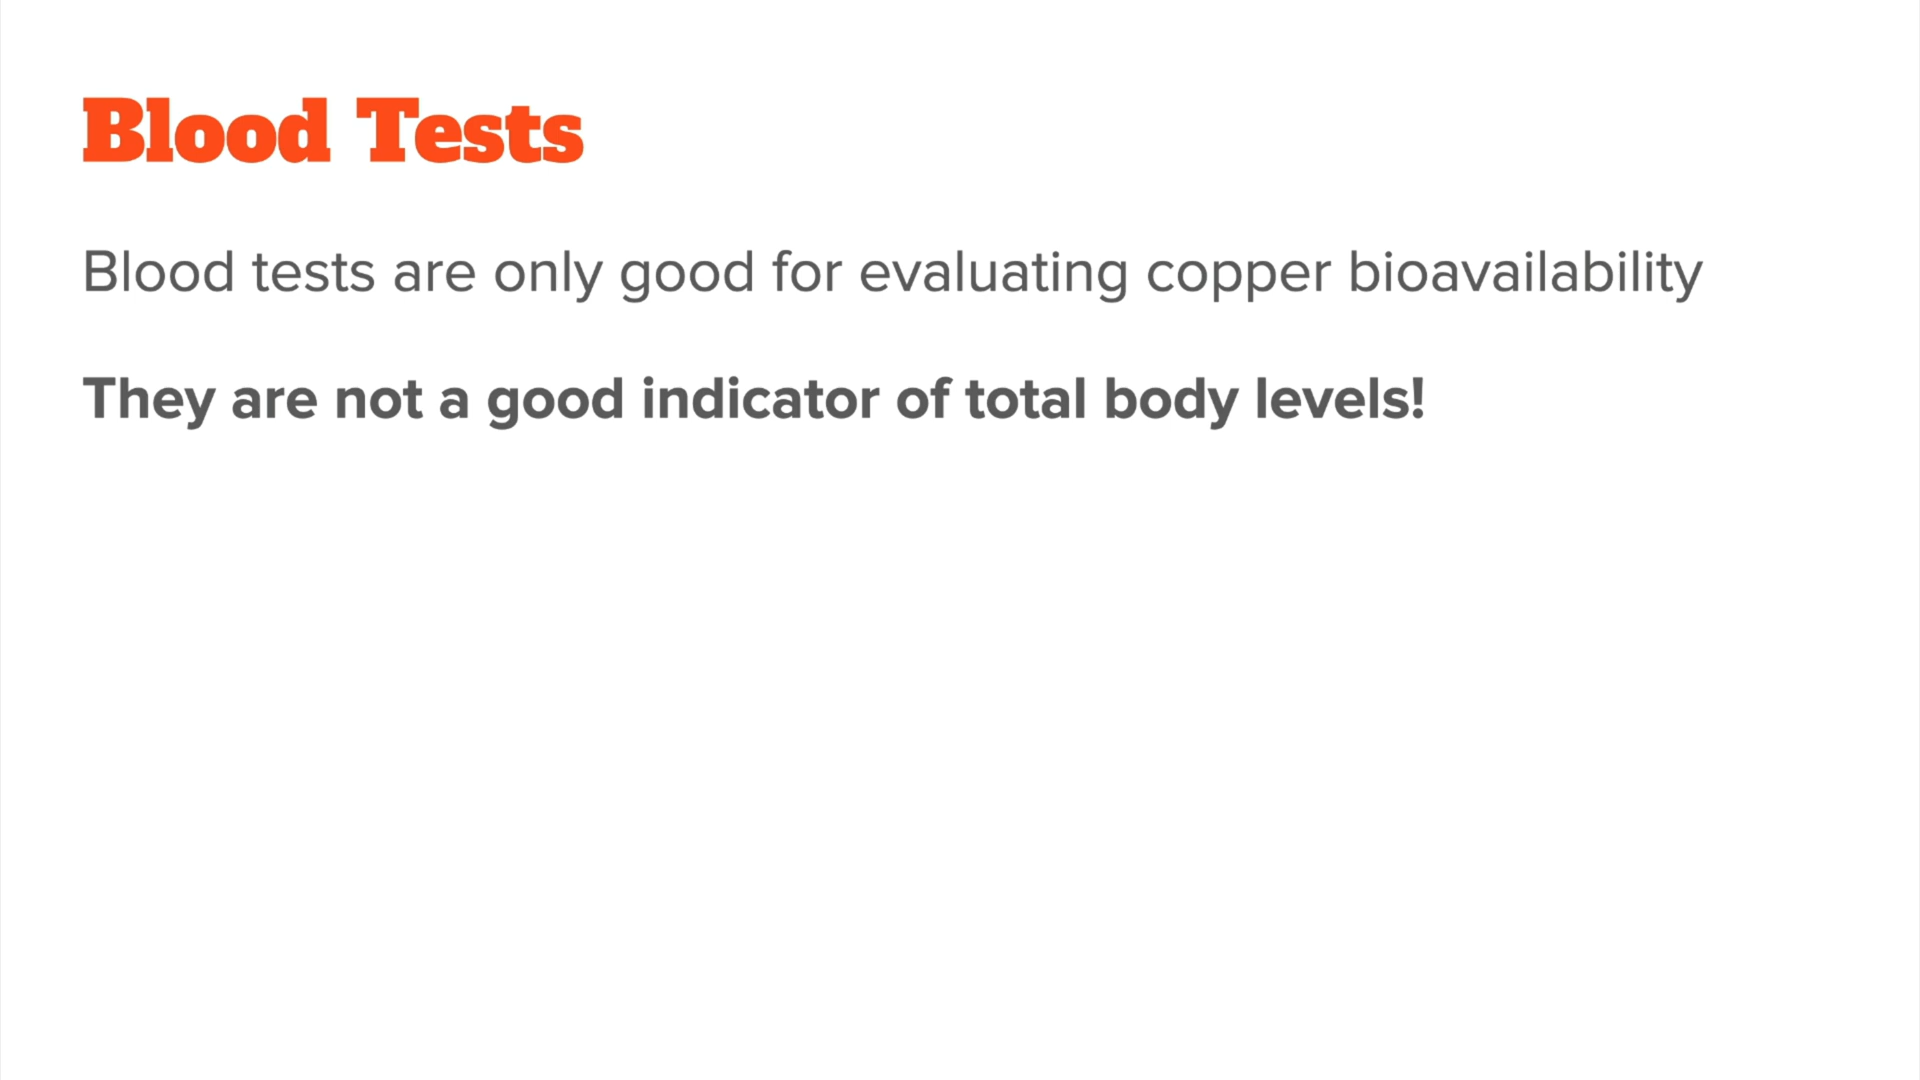 Blood Tests
Blood tests are only good for evaluating copper bioavailability
They are not a good indicator of total body levels!